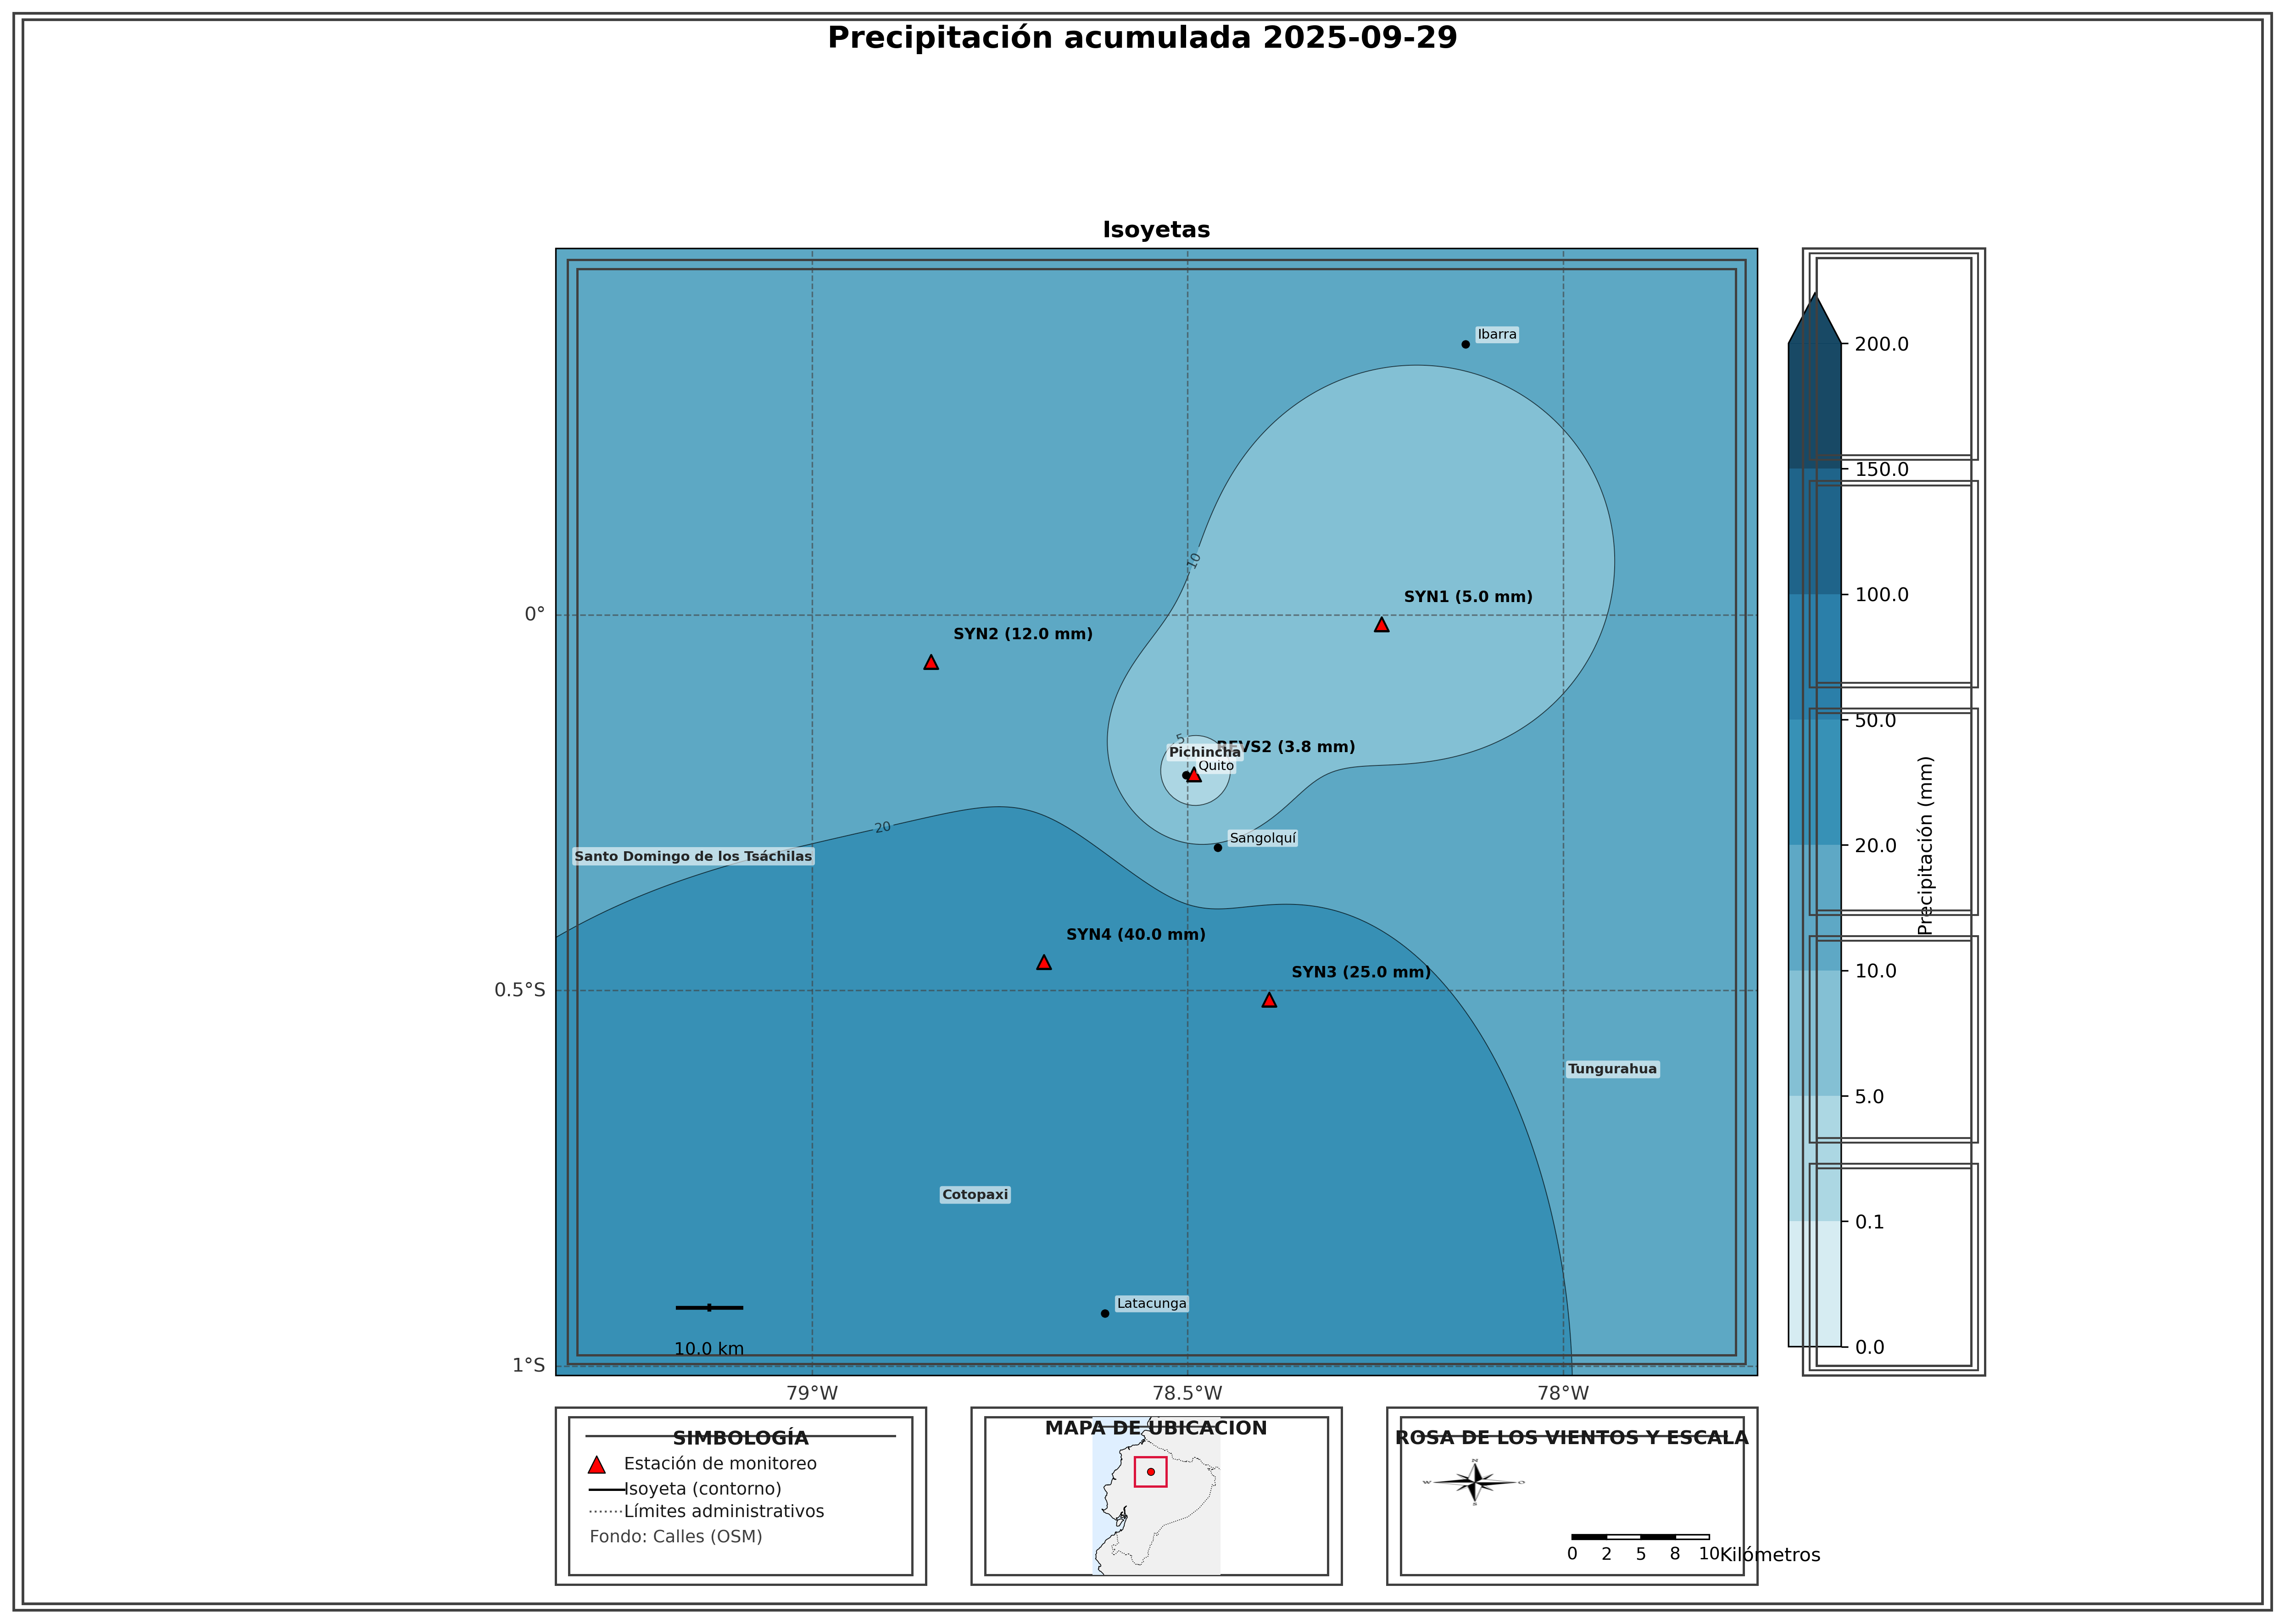 Precipitación acumulada 2025-09-29
Isoyetas
Ibarra
200.0
150.0
10
100.0
SYN1 (5.0 mm)
0°
SYN2 (12.0 mm)
50.0
5
REVS2 (3.8 mm)
Pichincha
Quito
Precipitación (mm)
20
Sangolquí
20.0
Santo Domingo de los Tsáchilas
SYN4 (40.0 mm)
SYN3 (25.0 mm)
10.0
0.5°S
Tungurahua
5.0
Cotopaxi
0.1
Latacunga
10.0 km
0.0
1°S
79°W
78.5°W
78°W
SIMBOLOGÍA
Estación de monitoreo
Isoyeta (contorno)
Límites administrativos
Fondo: Calles (OSM)
MAPA DE UBICACION
ROSA DE LOS VIENTOS Y ESCALA
N
W
O
S
0 2 5 8 10 Kilómetros